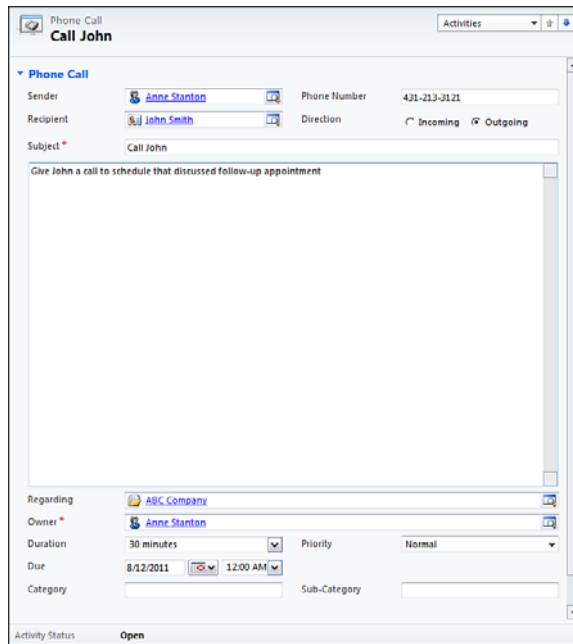 Phone Call
Call John
Activities
Phone Call
Sender Anne Stanton Phone Number 431-213-3121
Recipient John Smith Direction Incoming Outgoing
Subject * Call John
Give John a call to schedule that discussed follow-up appointment
Regarding ABC Company
Owner * Anne Stanton
Duration 30 minutes Priority Normal
Due 8/12/2011 12:00 AM
Category Sub-Category
Activity Status Open